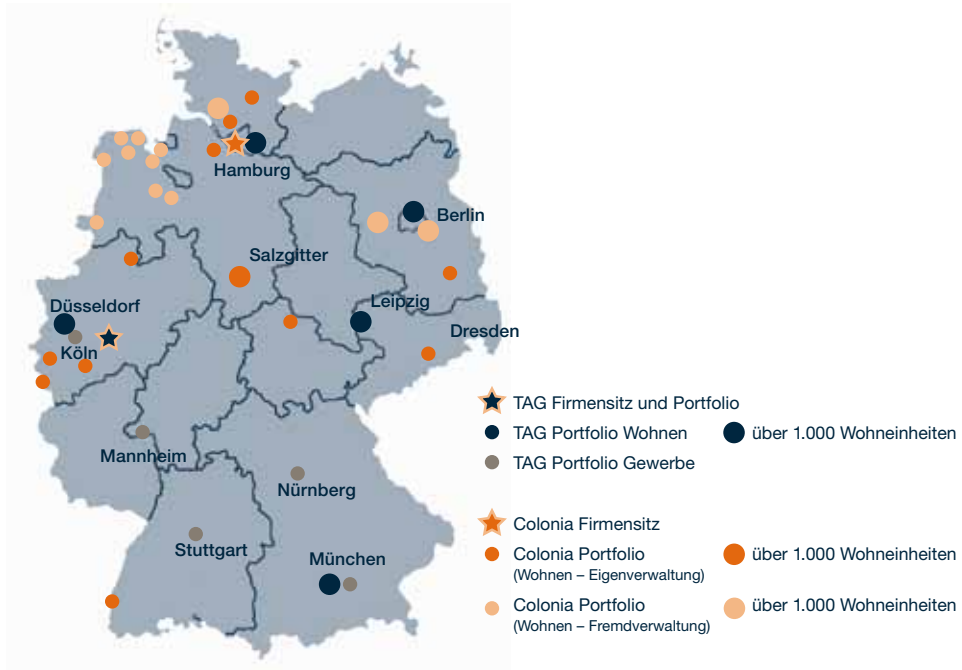 Hamburg
Berlin
Salzgitter
Düsseldorf
Leipzig
Dresden
Köln
Mannheim
Nürnberg
Stuttgart
München
TAG Firmensitz und Portfolio
TAG Portfolio Wohnen
über 1.000 Wohneinheiten
TAG Portfolio Gewerbe
Colonia Firmensitz
Colonia Portfolio
(Wohnen – Eigenverwaltung)
über 1.000 Wohneinheiten
Colonia Portfolio
(Wohnen – Fremdverwaltung)
über 1.000 Wohneinheiten